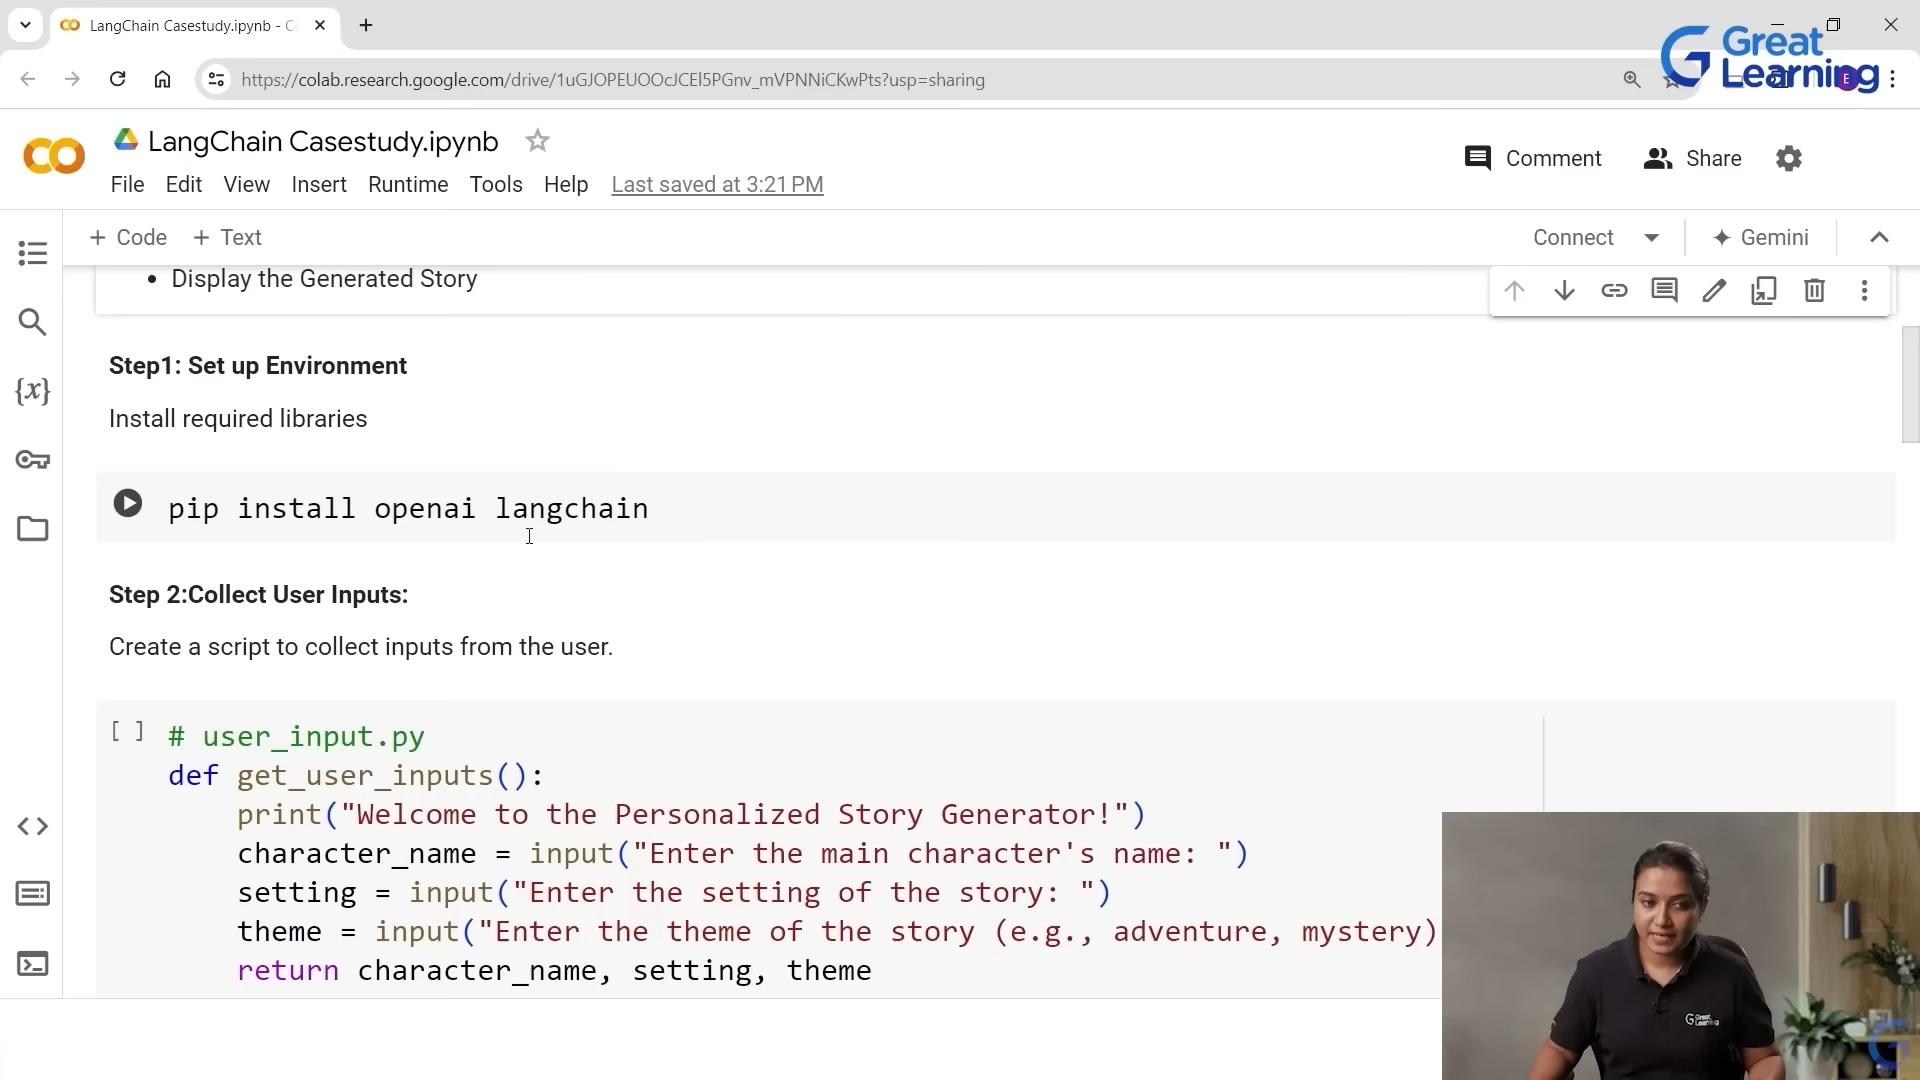 LangChain Casestudy.ipynb - C
https://colab.research.google.com/drive/1uGJOPEUOOcJCEl5PGnv_mVPNNiCKwPts?usp=sharing
Great Learning
E
LangChain Casestudy.ipynb
Comment
Share
File Edit View Insert Runtime Tools Help Last saved at 3:21 PM
+ Code + Text
Connect
Gemini
• Display the Generated Story
Step1: Set up Environment
Install required libraries
pip install openai langchain
Step 2:Collect User Inputs:
Create a script to collect inputs from the user.
[ ] # user_input.py
def get_user_inputs():
print("Welcome to the Personalized Story Generator!")
character_name = input("Enter the main character's name: ")
setting = input("Enter the setting of the story: ")
theme = input("Enter the theme of the story (e.g., adventure, mystery)
return character_name, setting, theme
Great Learning